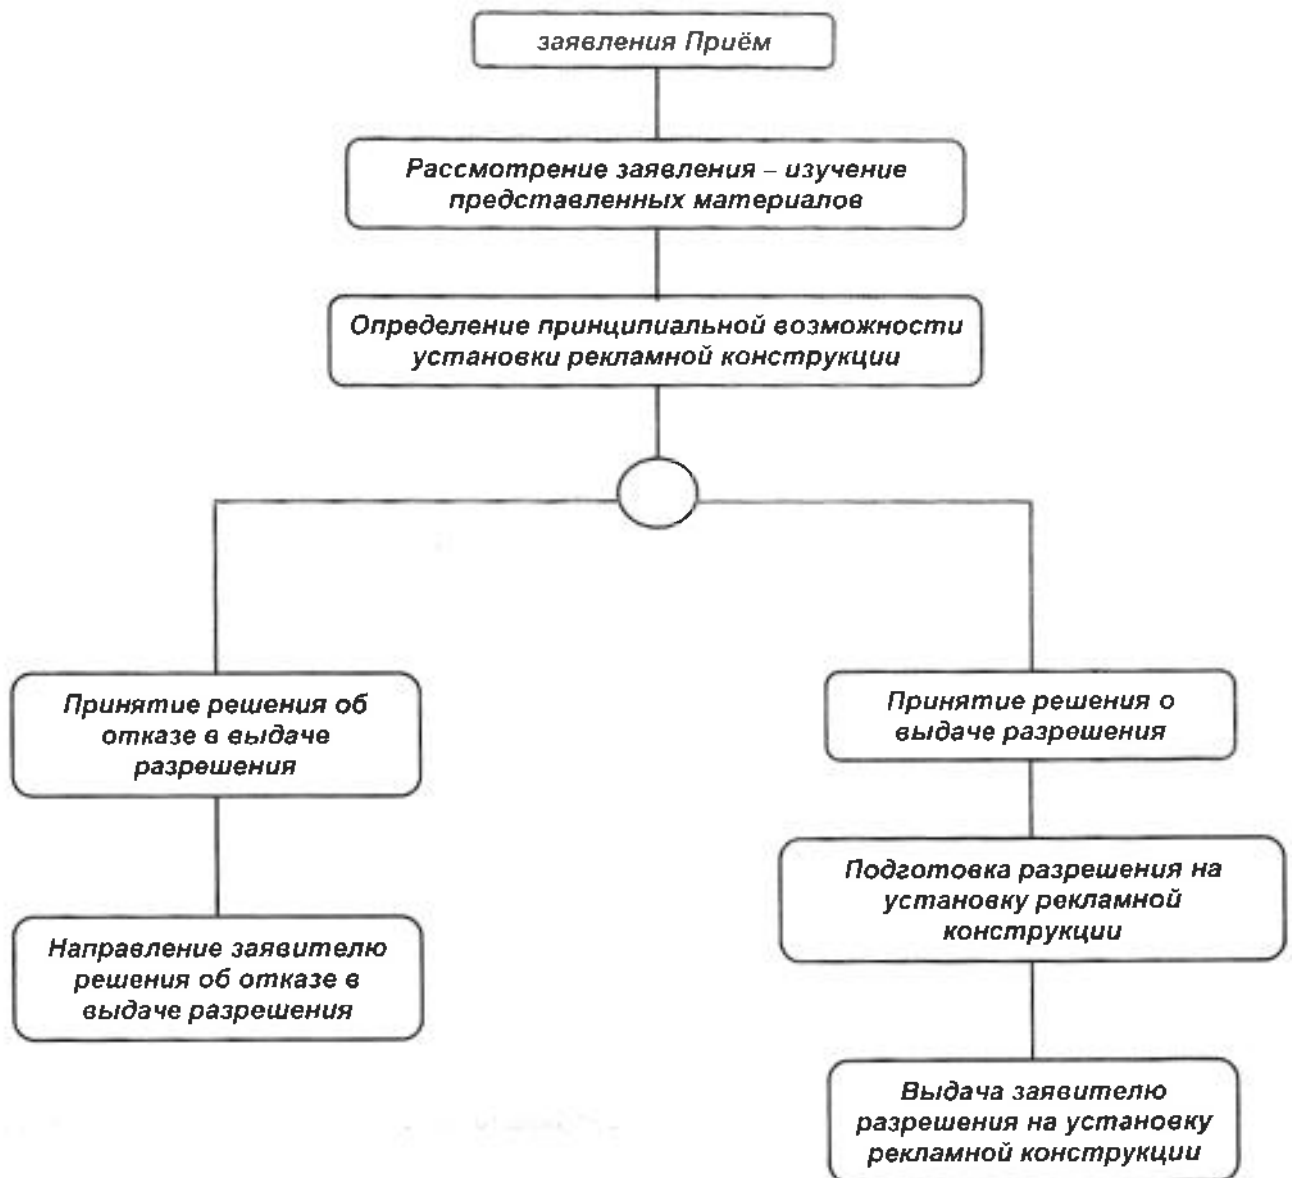 заявления Приём
Рассмотрение заявления – изучение
представленных материалов
Определение принципиальной возможности
установки рекламной конструкции
Принятие решения об
отказе в выдаче
разрешения
Направление заявителю
решения об отказе в
выдаче разрешения
Принятие решения о
выдаче разрешения
Подготовка разрешения на
установку рекламной
конструкции
Выдача заявителю
разрешения на установку
рекламной конструкции